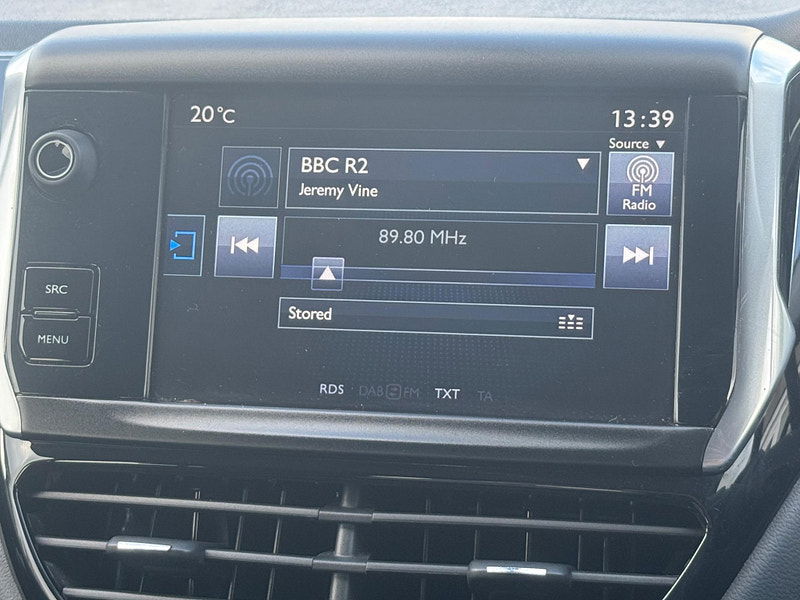 20°C
13:39
Source
BBC R2
Jeremy Vine
FM
Radio
89.80 MHz
SRC
MENU
Stored
RDS DAB FM TXT TA